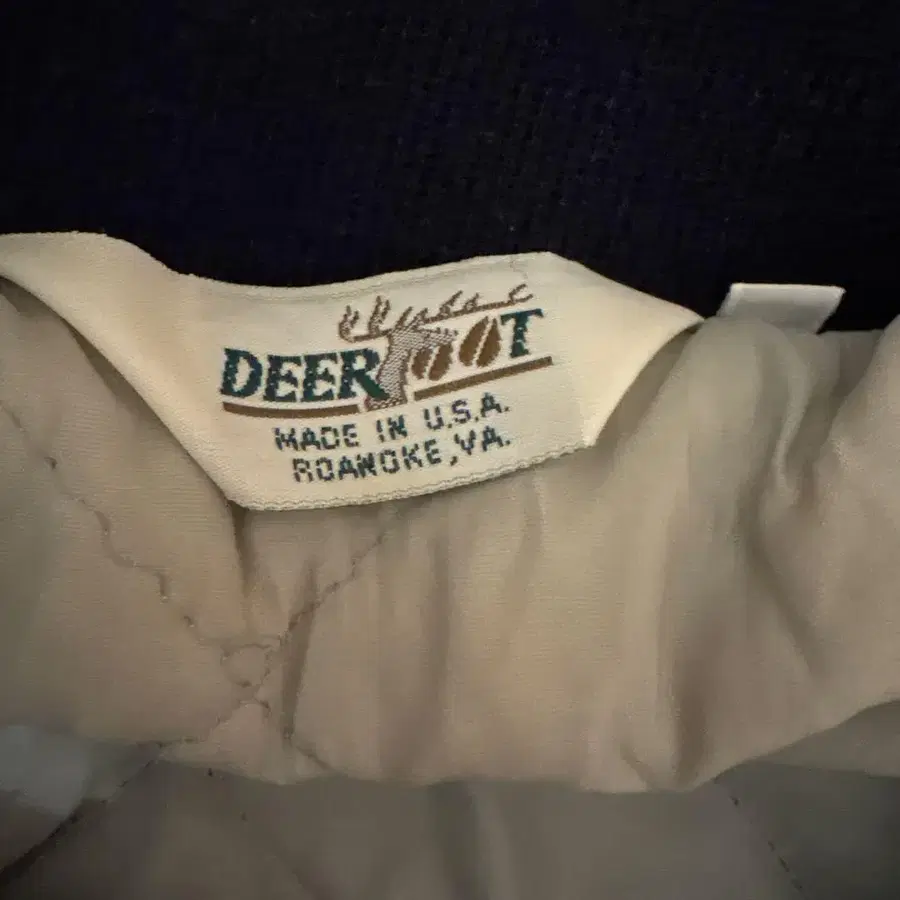 DEERFOOT
MADE IN U.S.A.
ROANOKE, VA.